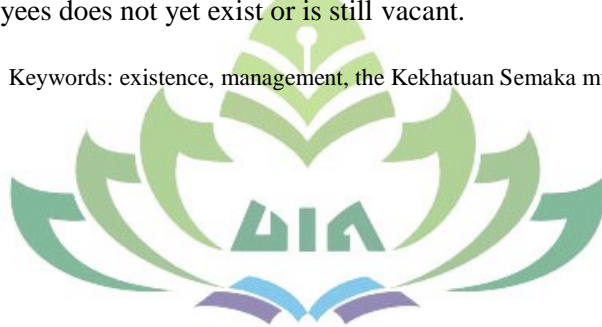 yees does not yet exist or is still vacant.
Keywords: existence, management, the Kekhatuan Semaka